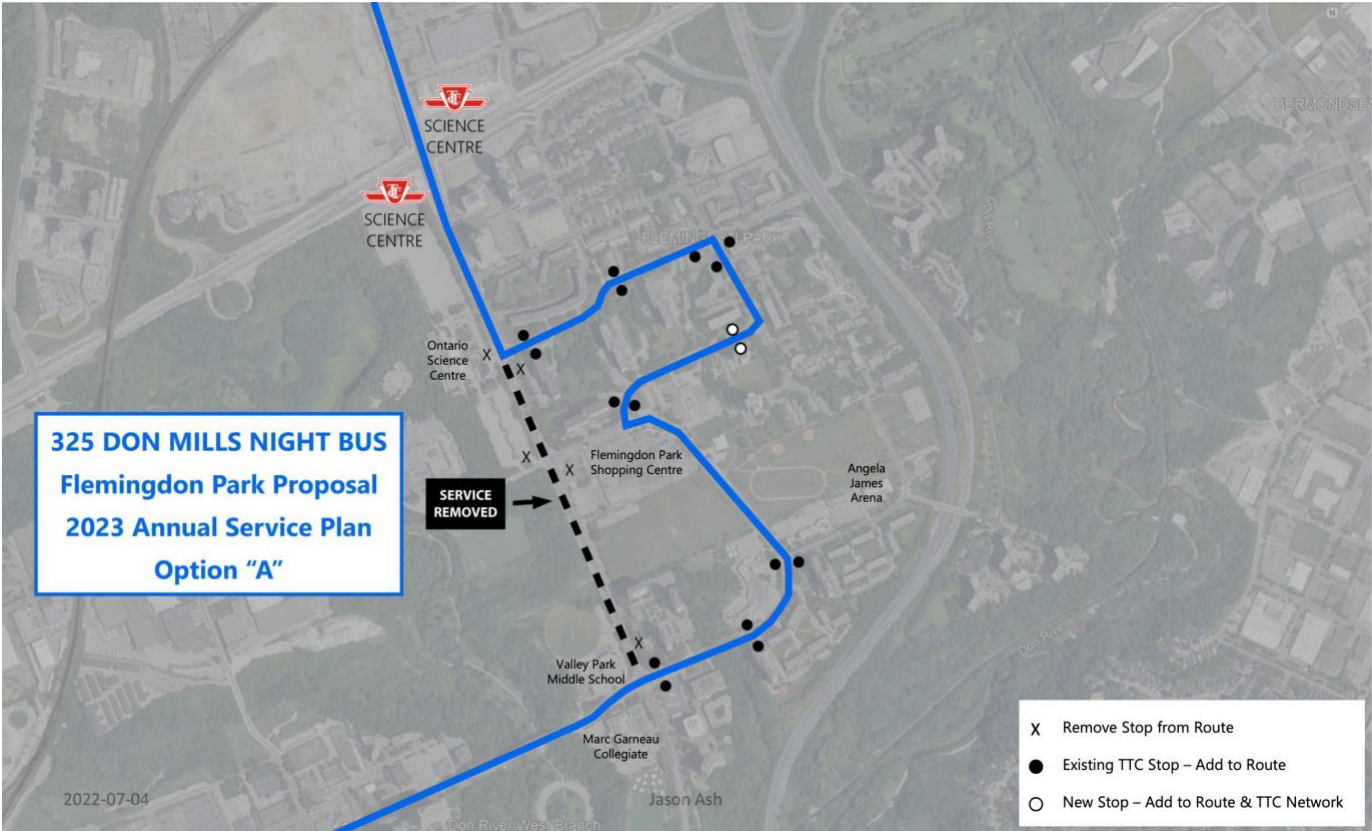 TTC
SCIENCE
CENTRE
TTC
SCIENCE
CENTRE
FLEMINGDON PARK
Ontario
Science
Centre
325 DON MILLS NIGHT BUS
Flemingdon Park Proposal
2023 Annual Service Plan
Option “A”
SERVICE
REMOVED
Flemingdon Park
Shopping Centre
Angela
James
Arena
Valley Park
Middle School
Marc Garneau
Collegiate
X
X
X
X
X
X Remove Stop from Route
Existing TTC Stop – Add to Route
New Stop – Add to Route & TTC Network
2022-07-04
Jason Ash
Don River West Branch
Don River
N